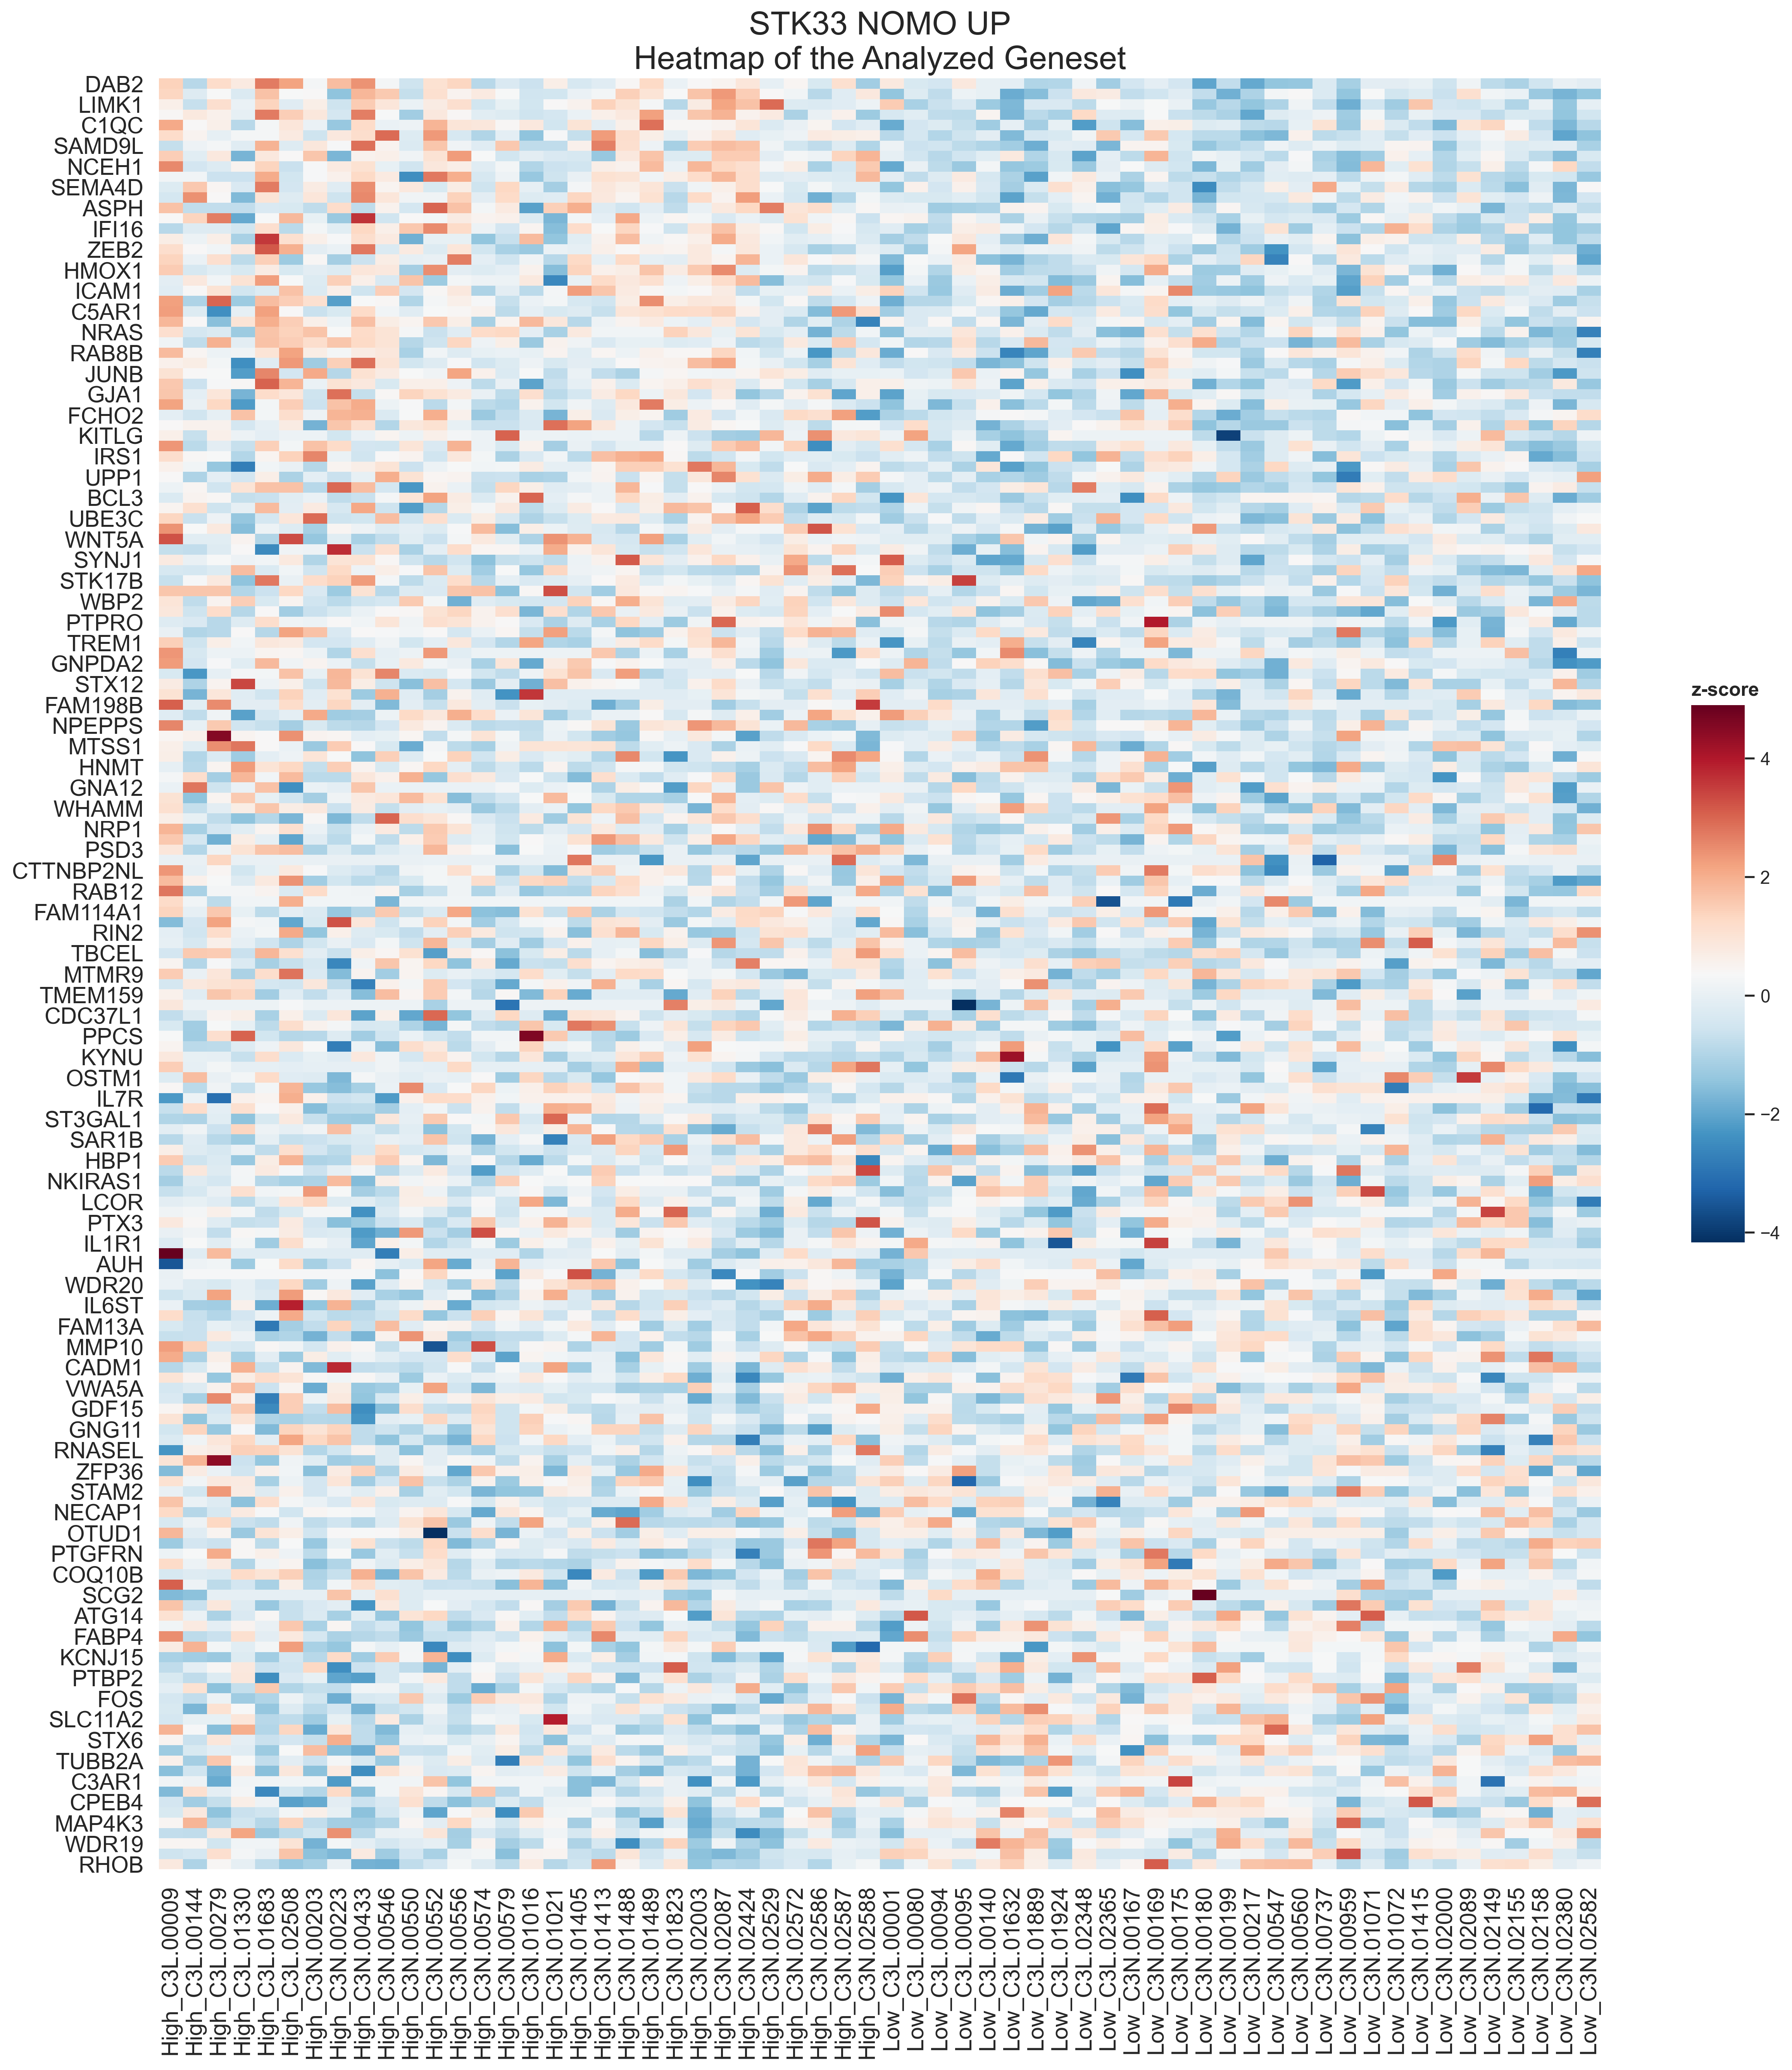 STK33 NOMO UP
Heatmap of the Analyzed Geneset
DAB2
LIMK1
C1QC
SAMD9L
NCEH1
SEMA4D
ASPH
IFI16
ZEB2
HMOX1
ICAM1
C5AR1
NRAS
RAB8B
JUNB
GJA1
FCHO2
KITLG
IRS1
UPP1
BCL3
UBE3C
WNT5A
SYNJ1
STK17B
WBP2
PTPRO
TREM1
GNPDA2
STX12
FAM198B
NPEPPS
MTSS1
HNMT
GNA12
WHAMM
NRP1
PSD3
CTTNBP2NL
RAB12
FAM114A1
RIN2
TBCEL
MTMR9
TMEM159
CDC37L1
PPCS
KYNU
OSTM1
IL7R
ST3GAL1
SAR1B
HBP1
NKIRAS1
LCOR
PTX3
IL1R1
AUH
WDR20
IL6ST
FAM13A
MMP10
CADM1
VWA5A
GDF15
GNG11
RNASEL
ZFP36
STAM2
NECAP1
OTUD1
PTGFRN
COQ10B
SCG2
ATG14
FABP4
KCNJ15
PTBP2
FOS
SLC11A2
STX6
TUBB2A
C3AR1
CPEB4
MAP4K3
WDR19
RHOB
High_C3L.00009
High_C3L.00144
High_C3L.00279
High_C3L.01330
High_C3L.01683
High_C3L.02508
High_C3N.00203
High_C3N.00223
High_C3N.00433
High_C3N.00546
High_C3N.00550
High_C3N.00552
High_C3N.00556
High_C3N.00574
High_C3N.00579
High_C3N.01016
High_C3N.01021
High_C3N.01405
High_C3N.01413
High_C3N.01488
High_C3N.01489
High_C3N.01823
High_C3N.02003
High_C3N.02087
High_C3N.02424
High_C3N.02529
High_C3N.02572
High_C3N.02586
High_C3N.02587
High_C3N.02588
Low_C3L.00001
Low_C3L.00080
Low_C3L.00094
Low_C3L.00095
Low_C3L.00140
Low_C3L.01632
Low_C3L.01889
Low_C3L.01924
Low_C3L.02348
Low_C3L.02365
Low_C3N.00167
Low_C3N.00169
Low_C3N.00175
Low_C3N.00180
Low_C3N.00199
Low_C3N.00217
Low_C3N.00547
Low_C3N.00560
Low_C3N.00737
Low_C3N.00959
Low_C3N.01071
Low_C3N.01072
Low_C3N.01415
Low_C3N.02000
Low_C3N.02089
Low_C3N.02149
Low_C3N.02155
Low_C3N.02158
Low_C3N.02380
Low_C3N.02582
z-score
4
2
0
−2
−4